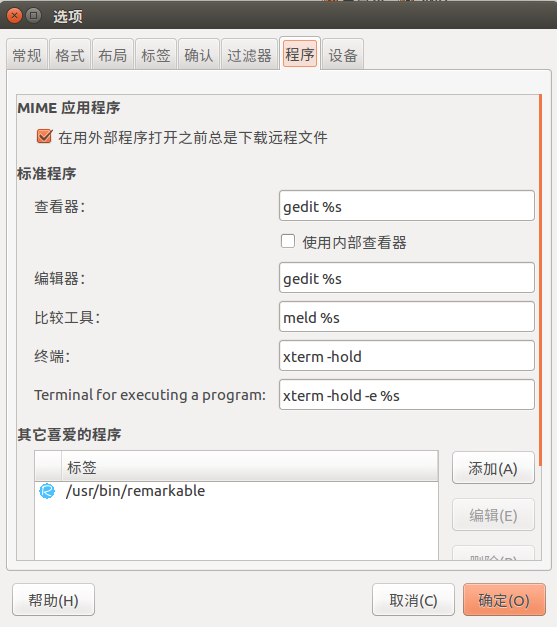 选项
常规 格式 布局 标签 确认 过滤器 程序 设备
MIME 应用程序
在用外部程序打开之前总是下载远程文件
标准程序
查看器： gedit %s
使用内部查看器
编辑器： gedit %s
比较工具： meld %s
终端： xterm -hold
Terminal for executing a program: xterm -hold -e %s
其它喜爱的程序
标签 添加(A)
/usr/bin/remarkable
编辑(E)
帮助(H) 取消(C) 确定(O)